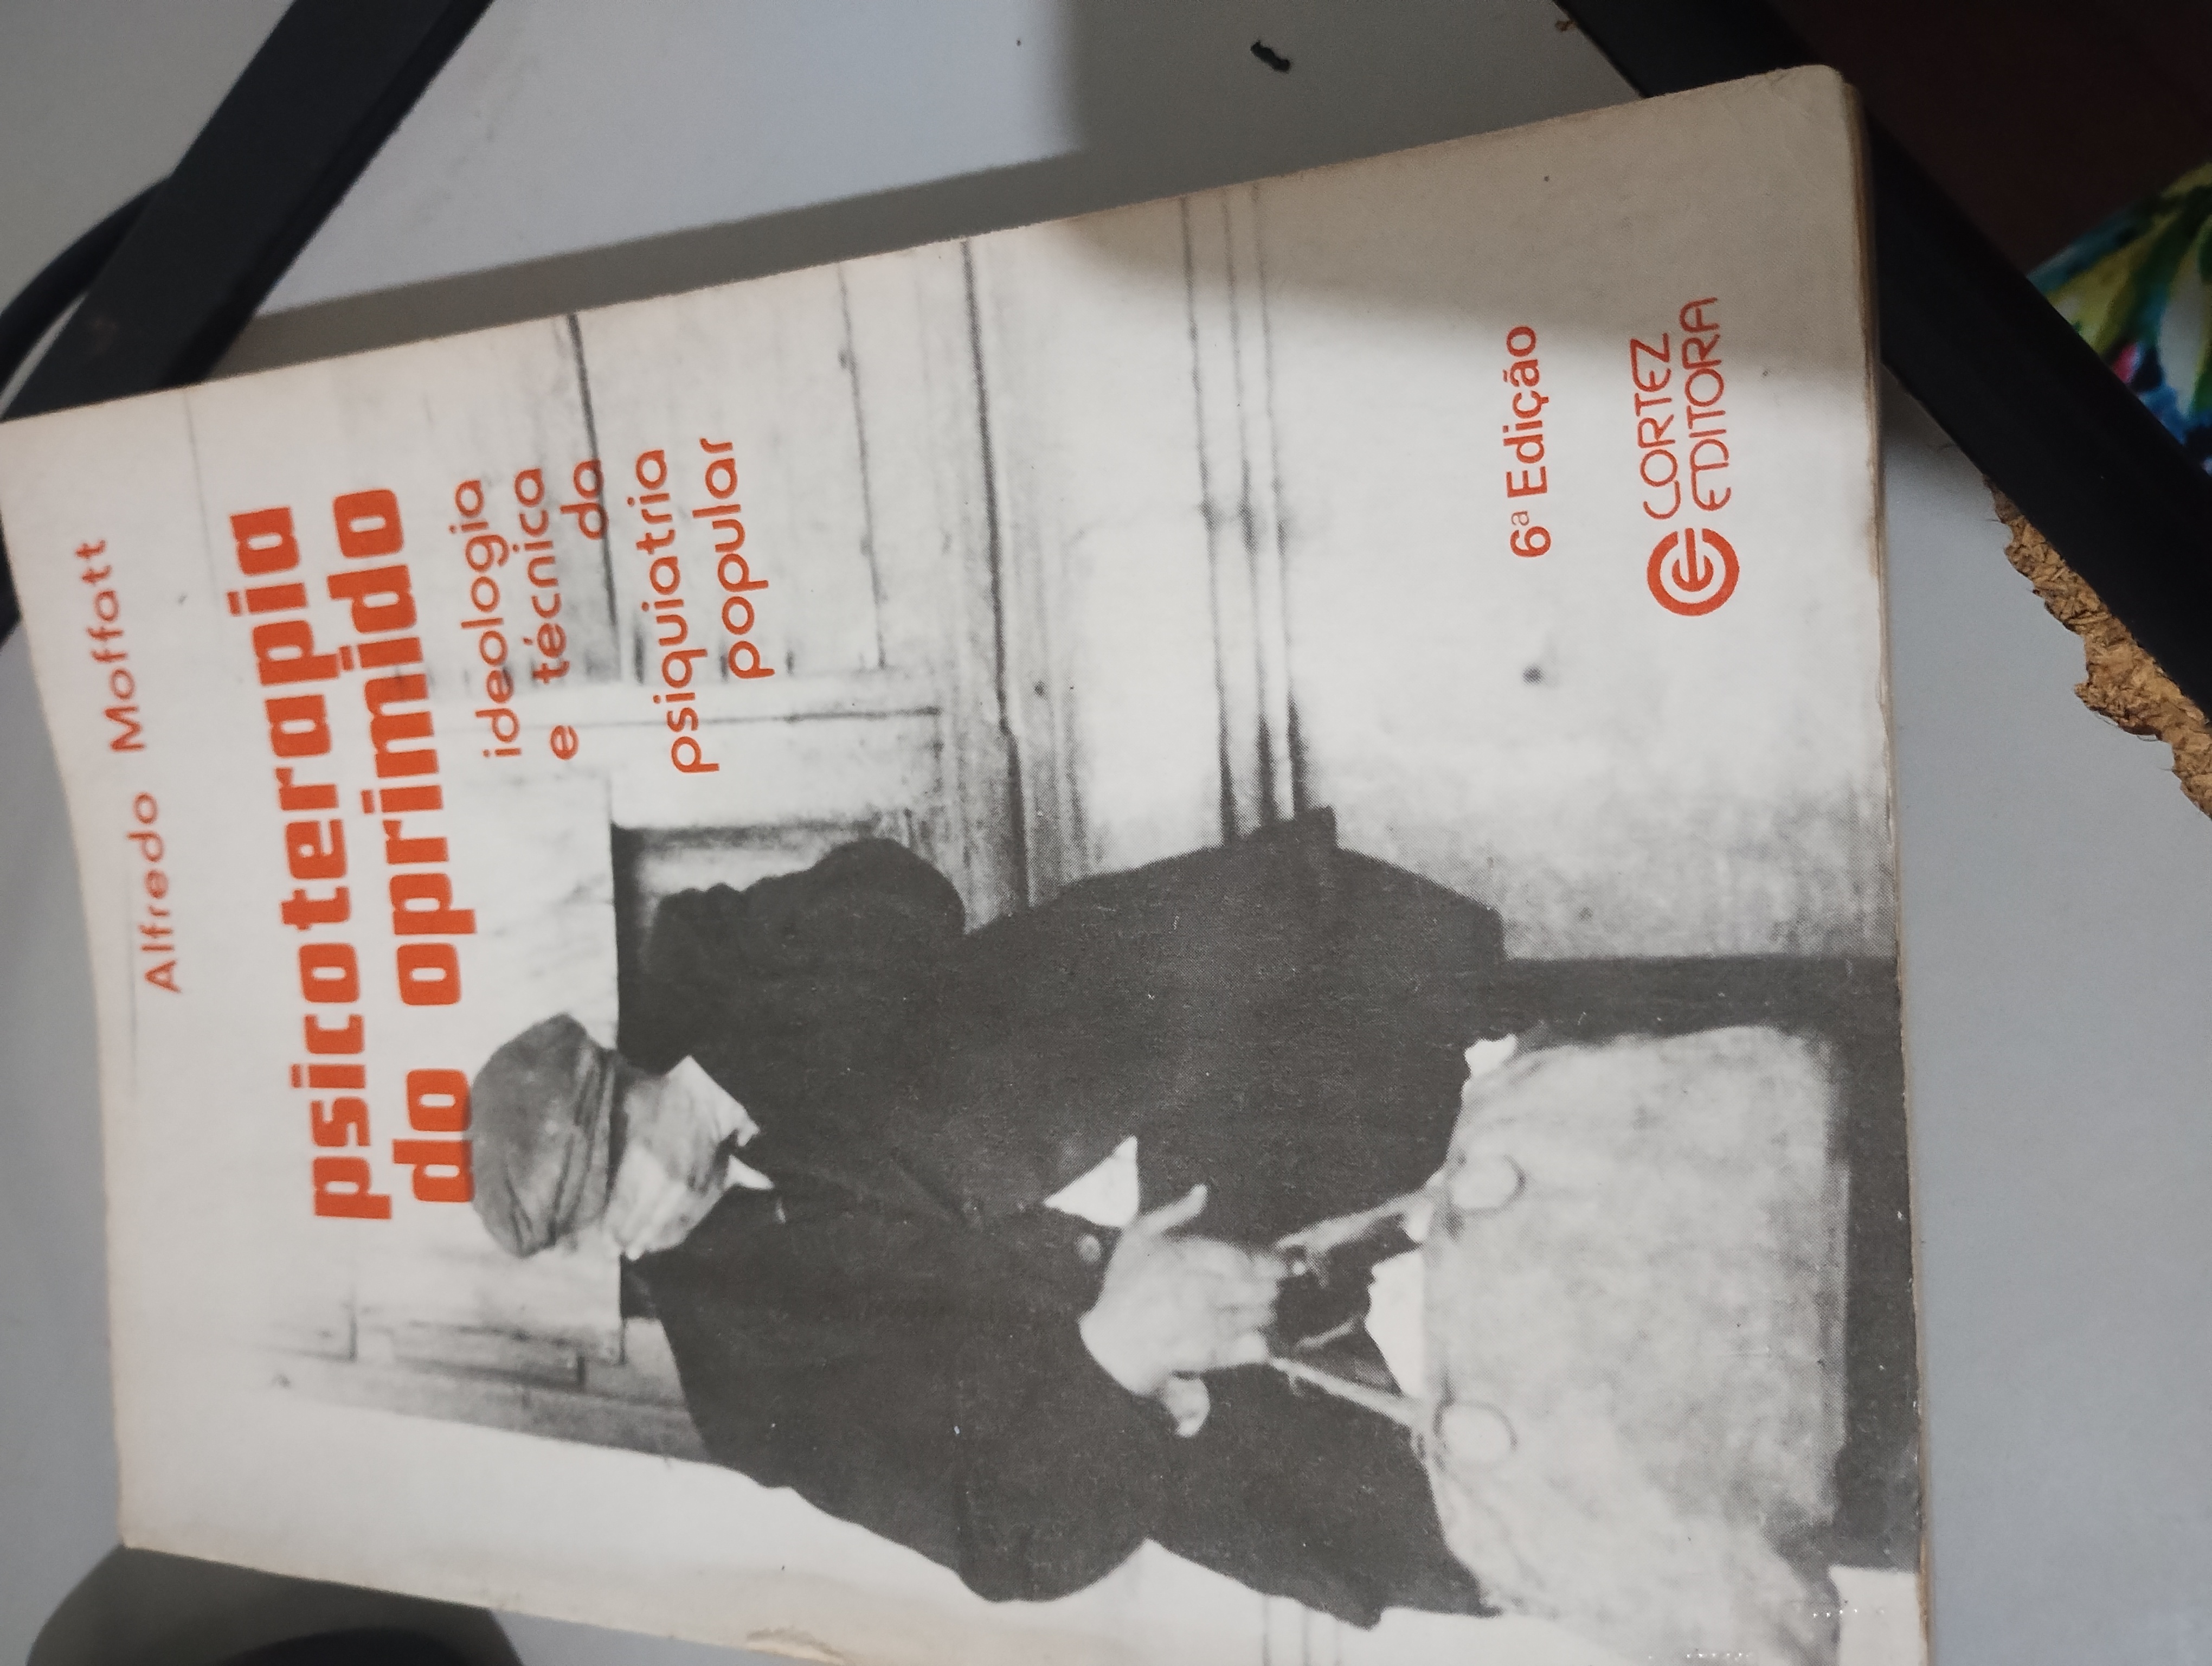 Alfredo Moffatt
psicoterapia
do oprimido
ideologia
e técnica
da
psiquiatria
popular
6ª Edição
CORTEZ
EDITORA